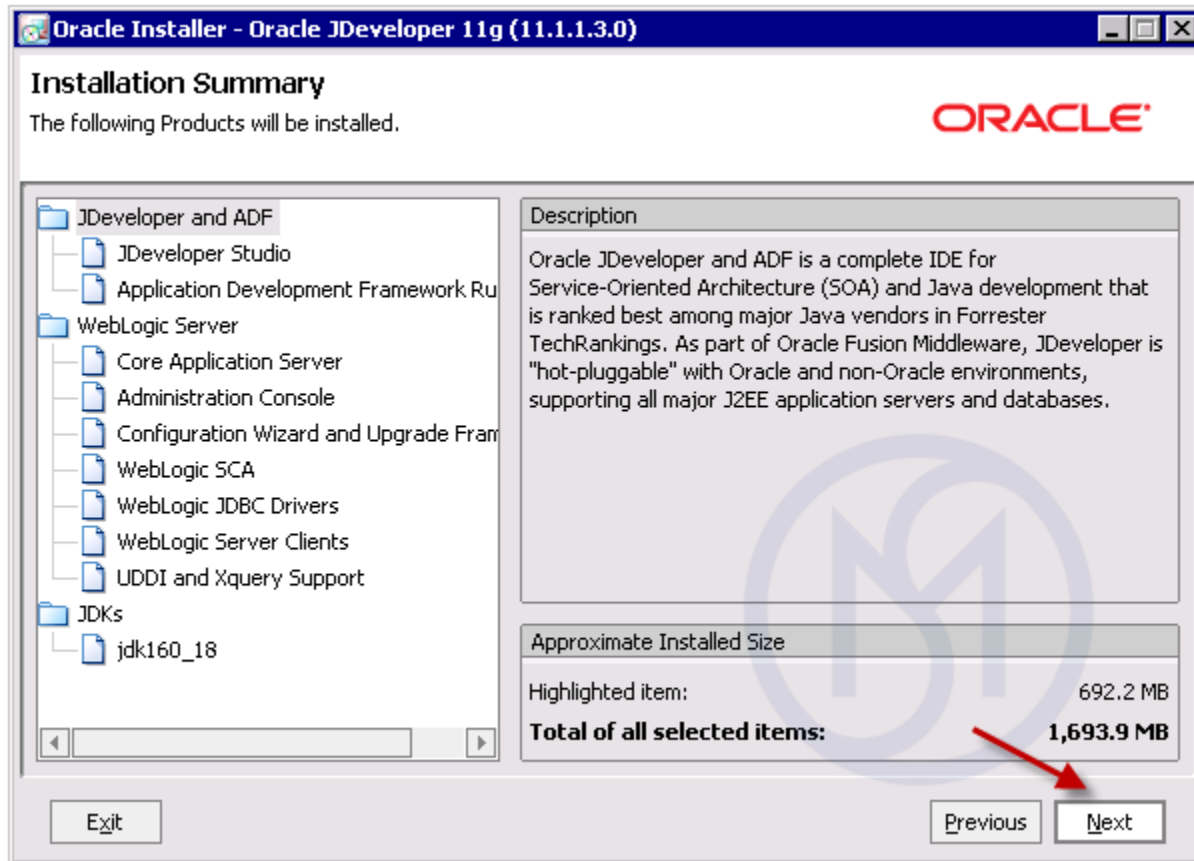 Oracle Installer - Oracle JDeveloper 11g (11.1.1.3.0)
Installation Summary
The following Products will be installed.
ORACLE
JDeveloper and ADF
JDeveloper Studio
Application Development Framework Ru
WebLogic Server
Core Application Server
Administration Console
Configuration Wizard and Upgrade Fram
WebLogic SCA
WebLogic JDBC Drivers
WebLogic Server Clients
UDDI and Xquery Support
JDKs
jdk160_18
Description
Oracle JDeveloper and ADF is a complete IDE for
Service-Oriented Architecture (SOA) and Java development that
is ranked best among major Java vendors in Forrester
TechRankings. As part of Oracle Fusion Middleware, JDeveloper is
"hot-pluggable" with Oracle and non-Oracle environments,
supporting all major J2EE application servers and databases.
Approximate Installed Size
Highlighted item: 692.2 MB
Total of all selected items: 1,693.9 MB
Exit
Previous
Next